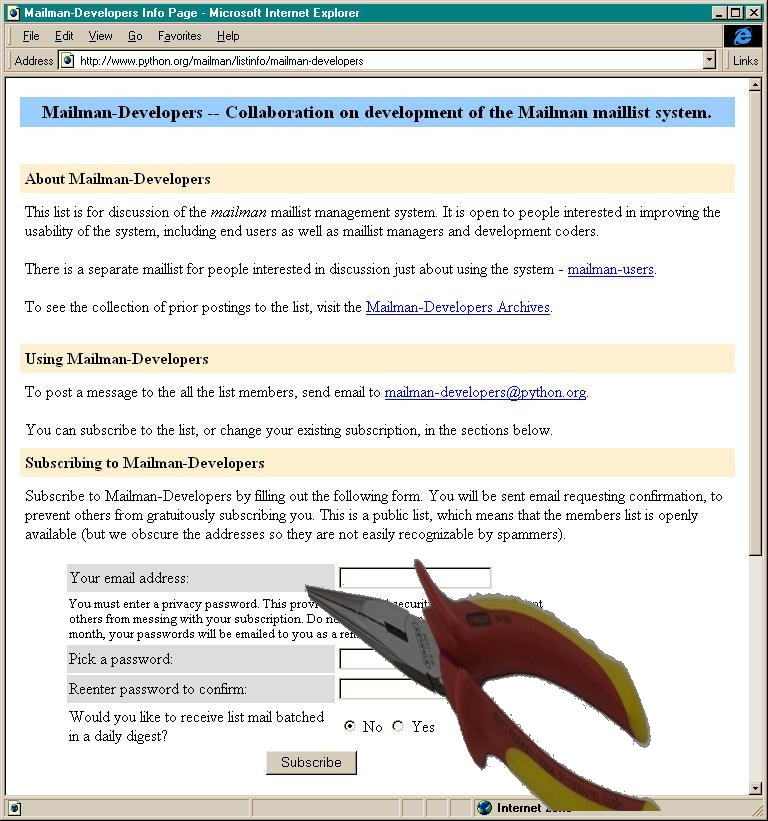 Mailman-Developers Info Page - Microsoft Internet Explorer
File Edit View Go Favorites Help
Address http://www.python.org/mailman/listinfo/mailman-developers Links
Mailman-Developers -- Collaboration on development of the Mailman maillist system.
About Mailman-Developers
This list is for discussion of the mailman maillist management system. It is open to people interested in improving the
usability of the system, including end users as well as maillist managers and development coders.
There is a separate maillist for people interested in discussion just about using the system - mailman-users.
To see the collection of prior postings to the list, visit the Mailman-Developers Archives.
Using Mailman-Developers
To post a message to the all the list members, send email to mailman-developers@python.org.
You can subscribe to the list, or change your existing subscription, in the sections below.
Subscribing to Mailman-Developers
Subscribe to Mailman-Developers by filling out the following form. You will be sent email requesting confirmation, to
prevent others from gratuitously subscribing you. This is a public list, which means that the members list is openly
available (but we obscure the addresses so they are not easily recognizable by spammers).
Your email address:
You must enter a privacy password. This
others from messing with your subscription. Do
month, your passwords will be emailed to you as a
Pick a password:
Reenter password to confirm:
Would you like to receive list mail batched
in a daily digest?
No Yes
Subscribe
Internet